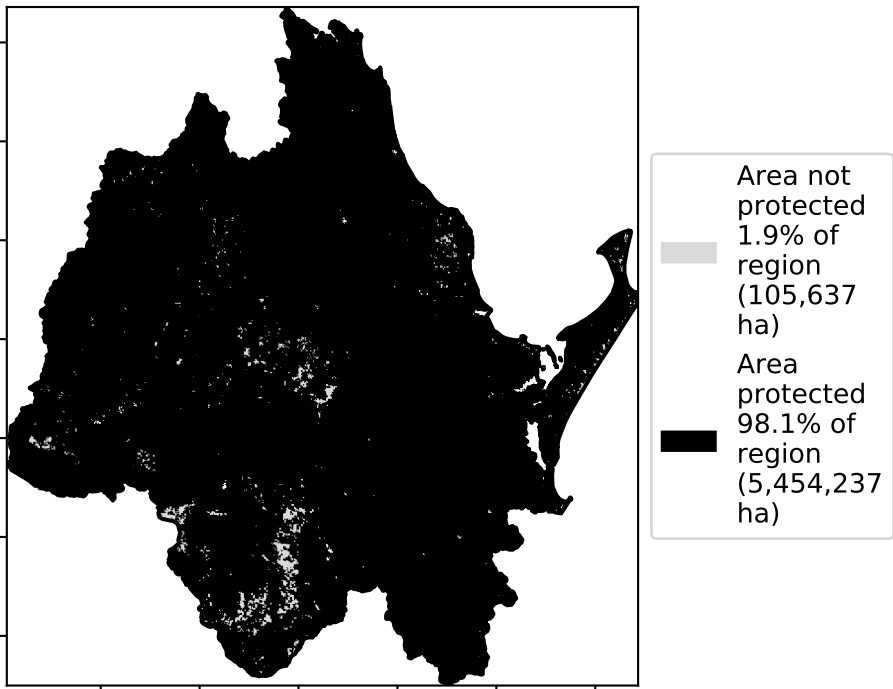 Area not
protected
1.9% of
region
(105,637
ha)
Area
protected
98.1% of
region
(5,454,237
ha)